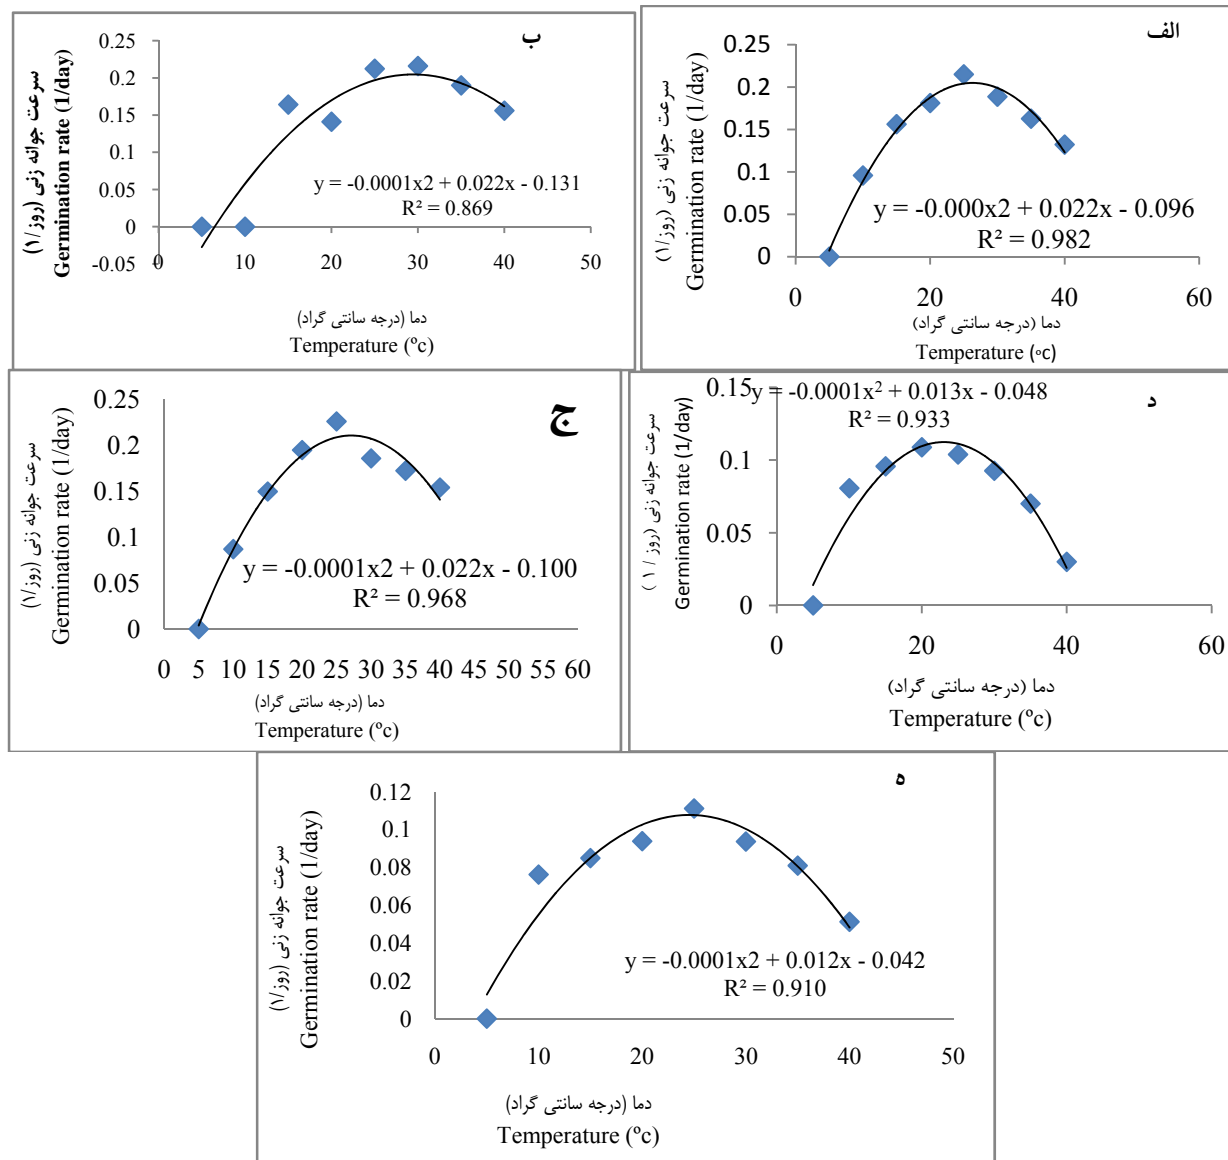 الف
0.25
0.2
0.15
0.1
0.05
0
0 20 40 60
y = -0.000x2 + 0.022x - 0.096
R² = 0.982
سرعت جوانه زنی (روز/۱)
Germination rate (1/day)
دما (درجه سانتی گراد)
Temperature (°c)
ب
0.25
0.2
0.15
0.1
0.05
0
-0.05
0 10 20 30 40 50
y = -0.0001x2 + 0.022x - 0.131
R² = 0.869
سرعت جوانه زنی (روز/۱)
Germination rate (1/day)
دما (درجه سانتی گراد)
Temperature (ºc)
ج
0.25
0.2
0.15
0.1
0.05
0
0 5 10 15 20 25 30 35 40 45 50 55 60
y = -0.0001x2 + 0.022x - 0.100
R² = 0.968
سرعت جوانه زنی (روز/۱)
Germination rate (1/day)
دما (درجه سانتی گراد)
Temperature (ºc)
د
0.15
0.1
0.05
0
0 20 40 60
y = -0.0001x² + 0.013x - 0.048
R² = 0.933
سرعت جوانه زنی (روز / ۱ )
Germination rate (1/day)
دما (درجه سانتی گراد)
Temperature (ºc)
ه
0.12
0.1
0.08
0.06
0.04
0.02
0
0 10 20 30 40 50
y = -0.0001x2 + 0.012x - 0.042
R² = 0.910
سرعت جوانه زنی (روز/۱)
Germination rate (1/day)
دما (درجه سانتی گراد)
Temperature (ºc)